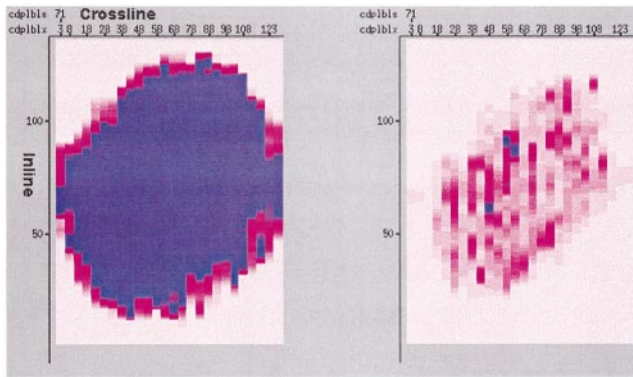 cdplbls 71 Crossline
cdplblx 3 8 18 28 38 48 58 68 78 88 98 108 123
100
Inline
50
cdplbls 71
cdplblx 3 8 18 28 38 48 58 68 78 88 98 108 123
100
50